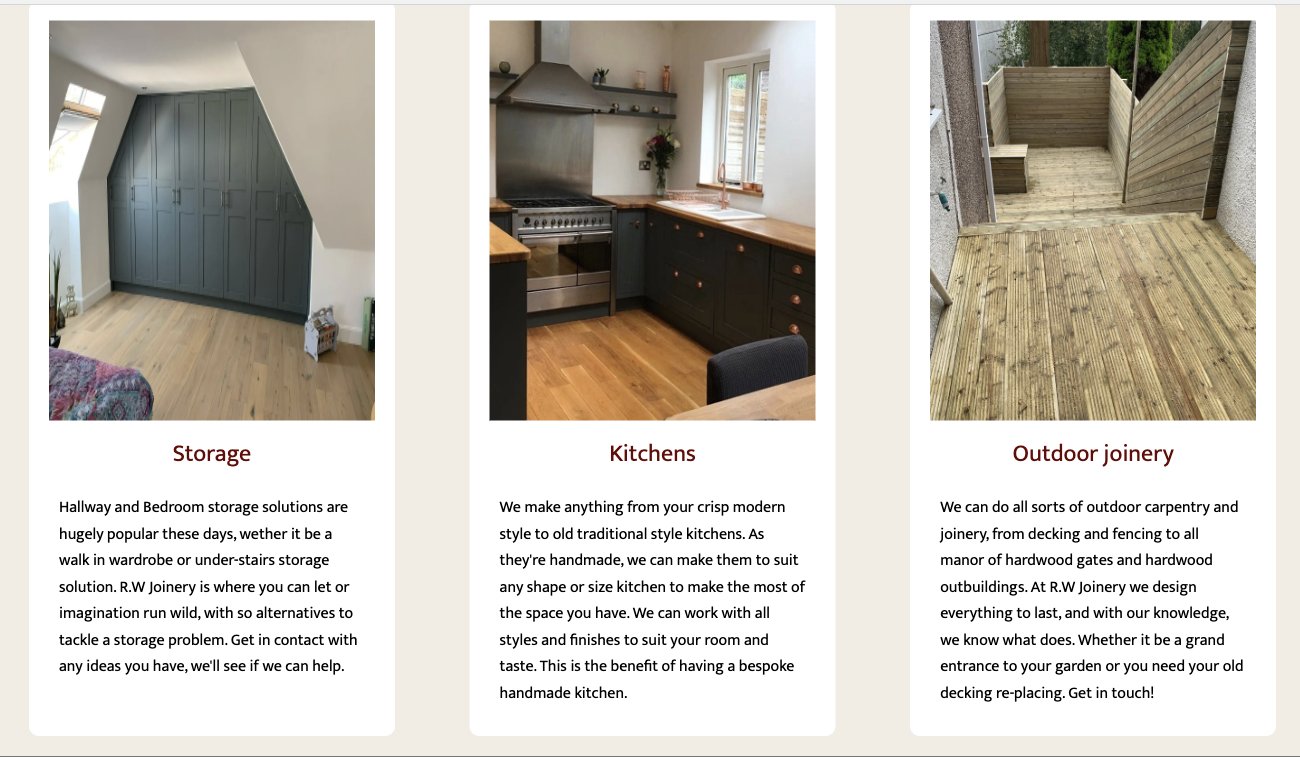 Storage
Hallway and Bedroom storage solutions are
hugely popular these days, wether it be a
walk in wardrobe or under-stairs storage
solution. R.W Joinery is where you can let or
imagination run wild, with so alternatives to
tackle a storage problem. Get in contact with
any ideas you have, we'll see if we can help.
Kitchens
We make anything from your crisp modern
style to old traditional style kitchens. As
they're handmade, we can make them to suit
any shape or size kitchen to make the most of
the space you have. We can work with all
styles and finishes to suit your room and
taste. This is the benefit of having a bespoke
handmade kitchen.
Outdoor joinery
We can do all sorts of outdoor carpentry and
joinery, from decking and fencing to all
manor of hardwood gates and hardwood
outbuildings. At R.W Joinery we design
everything to last, and with our knowledge,
we know what does. Whether it be a grand
entrance to your garden or you need your old
decking re-placing. Get in touch!